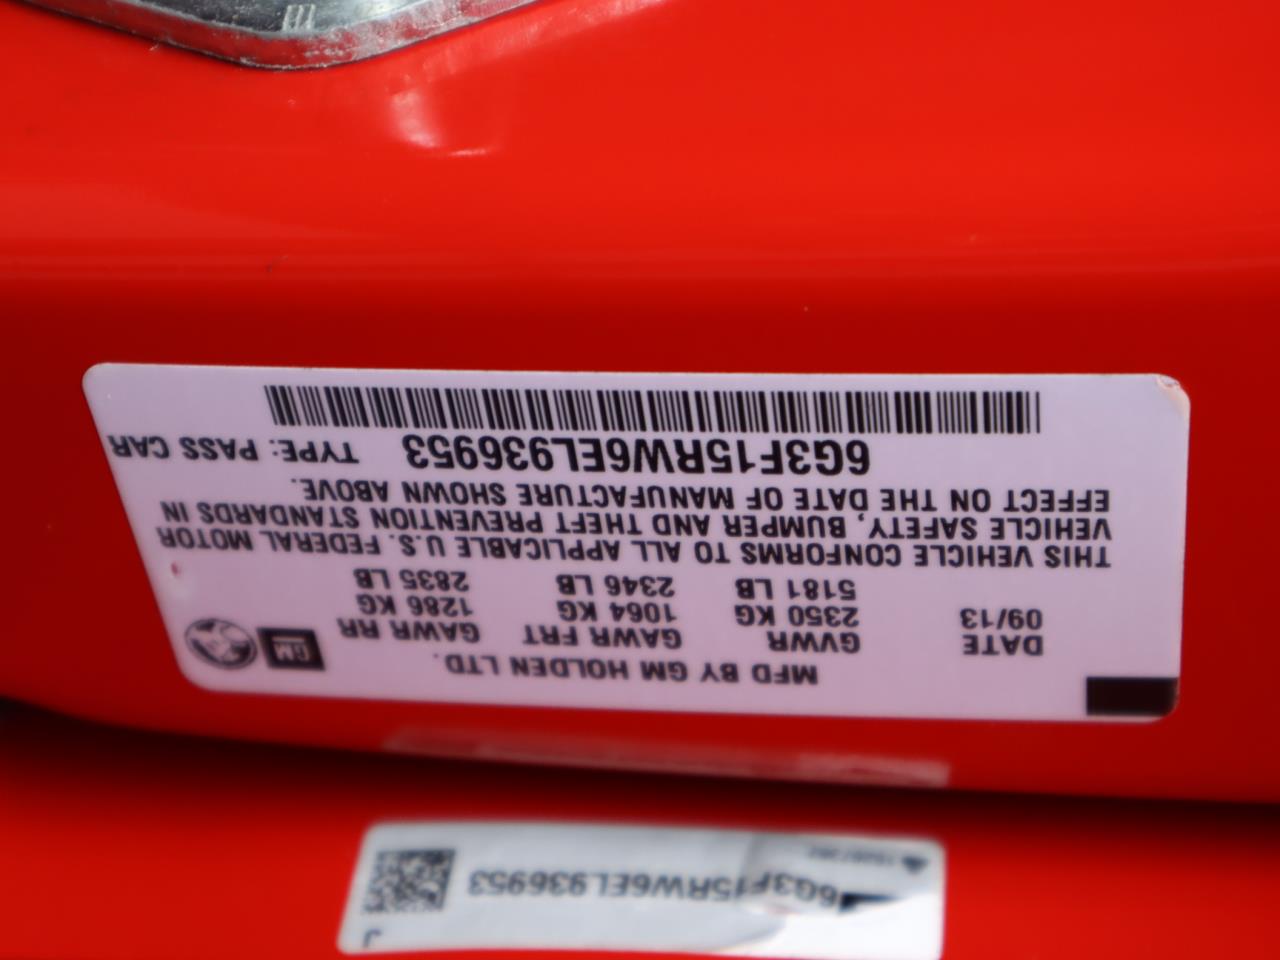 MFD BY GM HOLDEN LTD.
DATE GVWR GAWR FRT GAWR RR
09/13 2350 KG 1064 KG 1286 KG
5181 LB 2346 LB 2835 LB
GM
THIS VEHICLE CONFORMS TO ALL APPLICABLE U.S. FEDERAL MOTOR
VEHICLE SAFETY, BUMPER AND THEFT PREVENTION STANDARDS IN
EFFECT ON THE DATE OF MANUFACTURE SHOWN ABOVE.
6G3F15RW6EL936953 TYPE: PASS CAR
J
6G3F15RW6EL936953